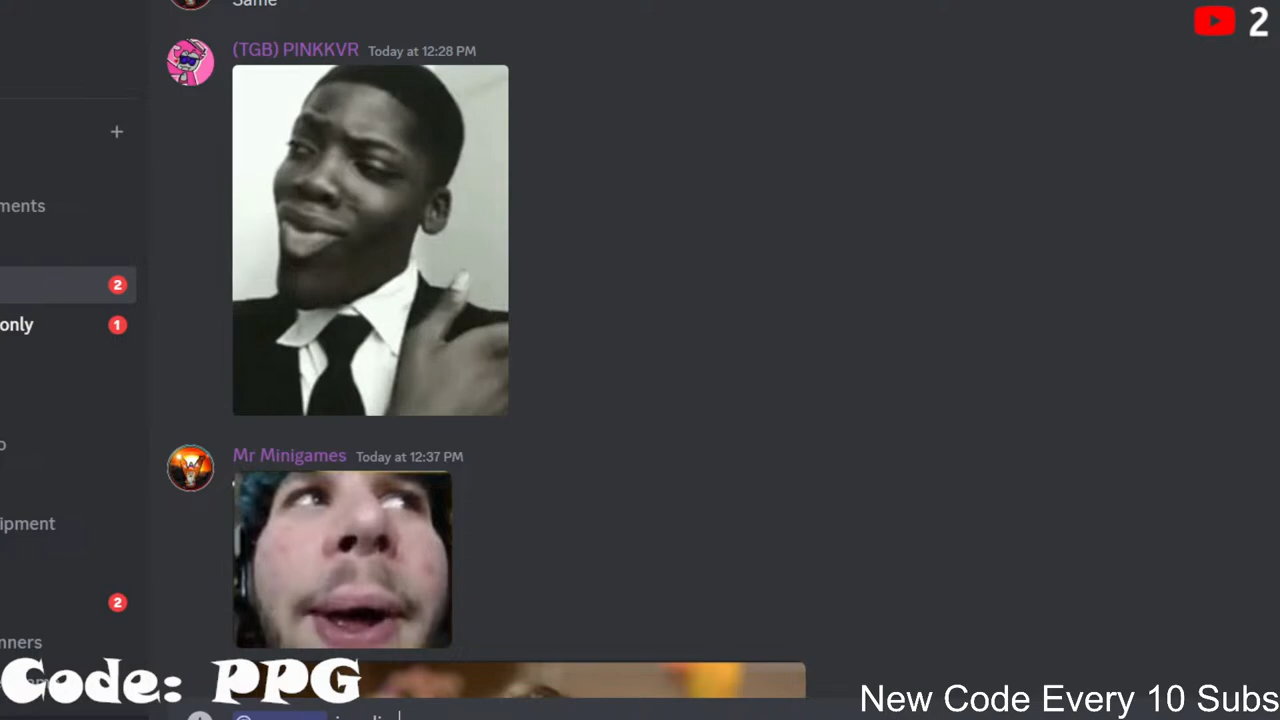 Same
2
(TGB) PINKKVR Today at 12:28 PM
ments
2
only
1
Mr Minigames Today at 12:37 PM
ipment
2
nners
Code: PPG
New Code Every 10 Subs